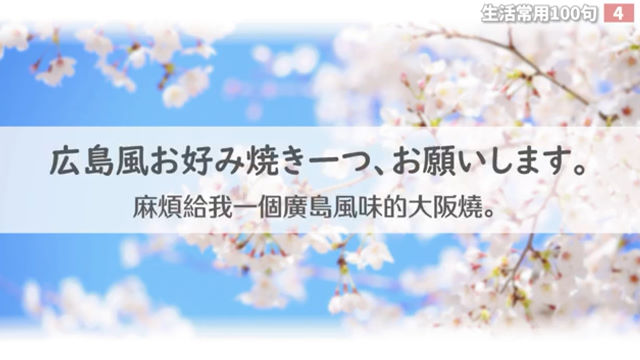 生活常用100句 4
広島風お好み焼き一つ、お願いします。
麻煩給我一個廣島風味的大阪燒。